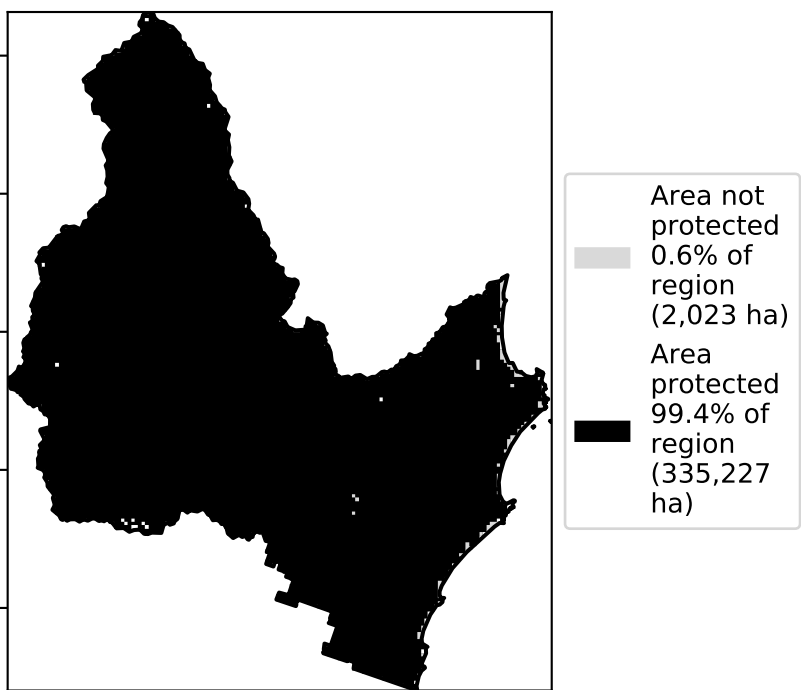 Area not
protected
0.6% of
region
(2,023 ha)
Area
protected
99.4% of
region
(335,227
ha)